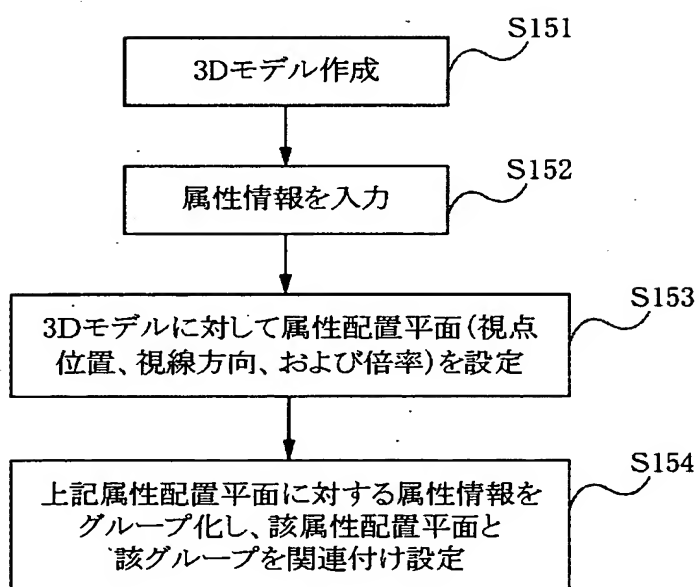 S151
3Dモデル作成
S152
属性情報を入力
S153
3Dモデルに対して属性配置平面(視点
位置、視線方向、および倍率)を設定
S154
上記属性配置平面に対する属性情報を
グループ化し、該属性配置平面と
該グループを関連付け設定